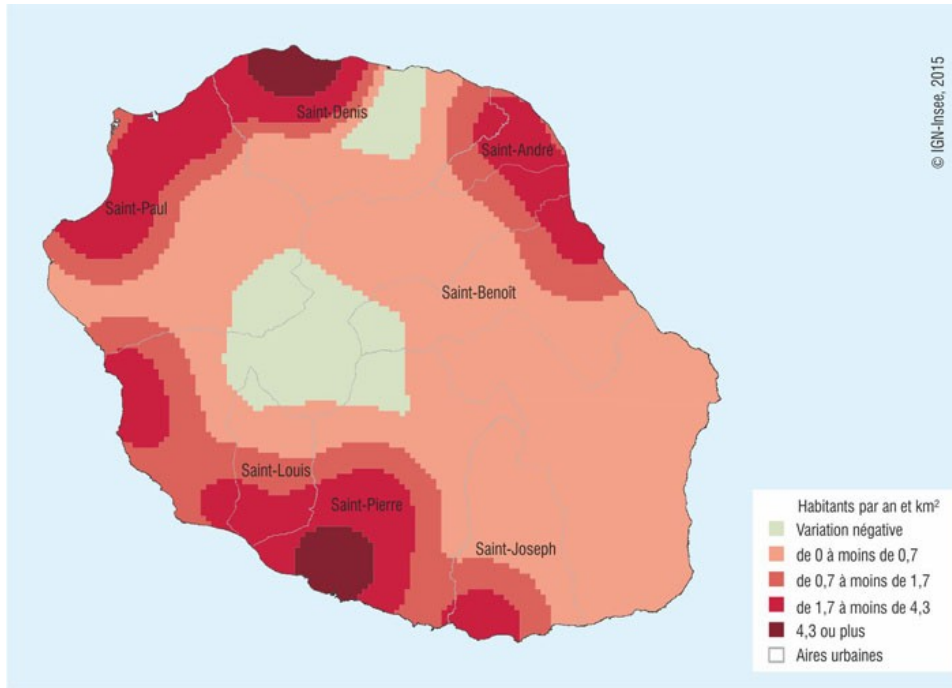 © IGN-Insee, 2015
Saint-Denis
Saint-André
Saint-Paul
Saint-Benoît
Saint-Louis
Saint-Pierre
Saint-Joseph
Habitants par an et km²
Variation négative
de 0 à moins de 0,7
de 0,7 à moins de 1,7
de 1,7 à moins de 4,3
4,3 ou plus
Aires urbaines